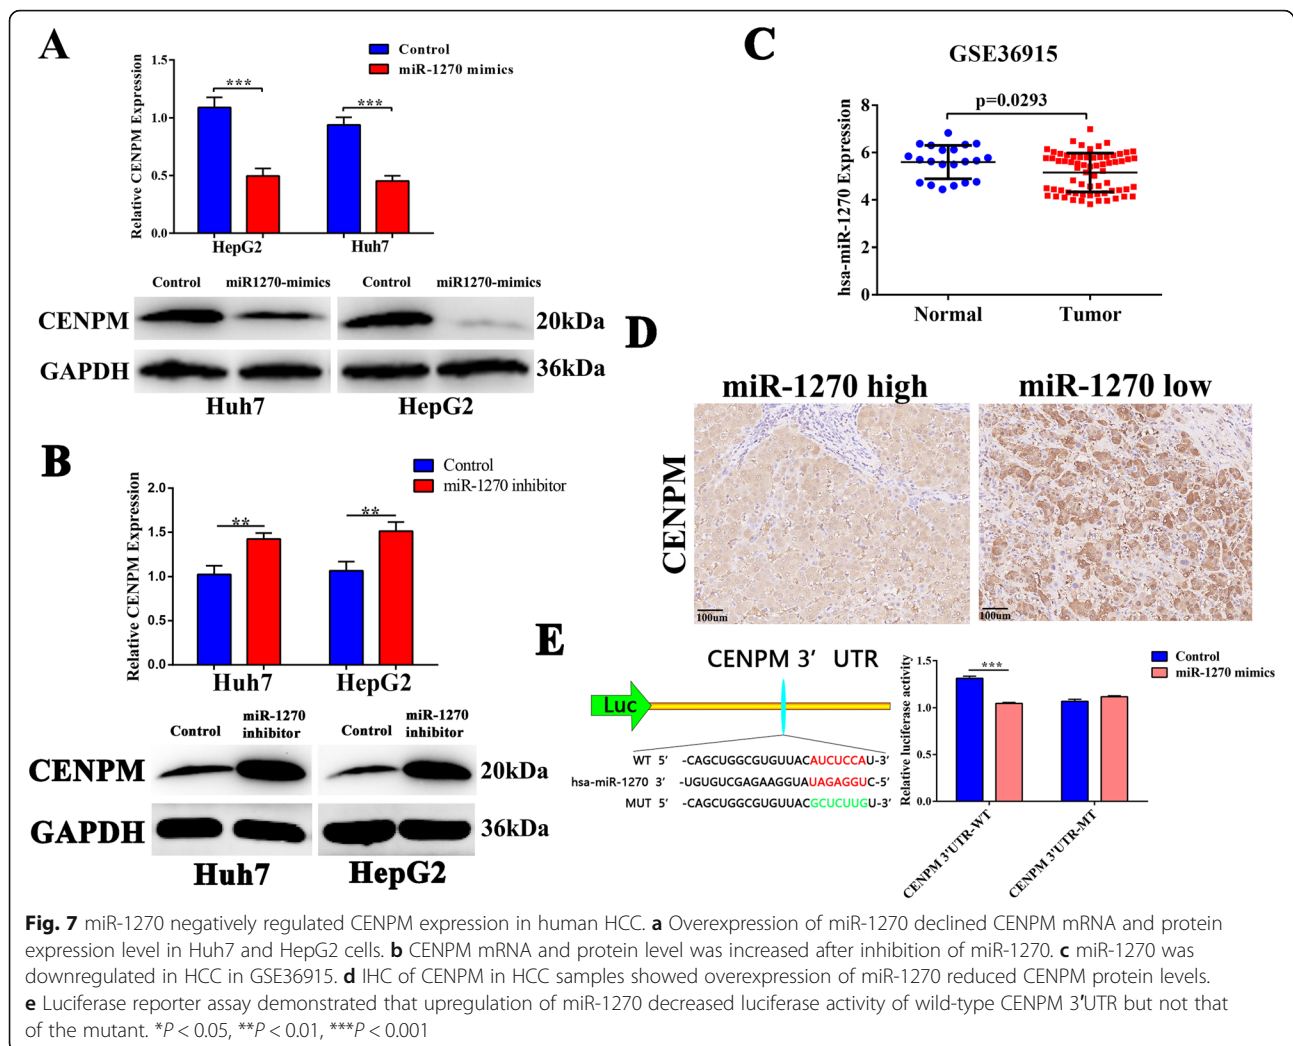 A
Control
miR-1270 mimics
Relative CENPM Expression
1.5
1.0
0.5
0.0
***
***
HepG2
Huh7
Control
miR1270-mimics
Control
miR1270-mimics
CENPM
20kDa
GAPDH
36kDa
Huh7
HepG2
B
Control
miR-1270 inhibitor
Relative CENPM Expression
2.0
1.5
1.0
0.5
0.0
**
**
Huh7
HepG2
Control
miR-1270
inhibitor
Control
miR-1270
inhibitor
CENPM
20kDa
GAPDH
36kDa
Huh7
HepG2
C
GSE36915
p=0.0293
hsa-miR-1270 Expression
8
6
4
2
0
Normal
Tumor
D
miR-1270 high
miR-1270 low
CENPM
100um
100um
E
CENPM 3′ UTR
Luc
WT 5′ -CAGCUGGCGUGUUACAUCUCCAU-3′
hsa-miR-1270 3′ -UGUGUCGAGAAGGUAUAGAGGUC-5′
MUT 5′ -CAGCUGGCGUGUUACGCUCUUGU-3′
Control
miR-1270 mimics
Relative luciferase activity
1.5
1.0
0.5
0.0
***
CENPM 3'UTR-WT
CENPM 3'UTR-MT
Fig. 7 miR-1270 negatively regulated CENPM expression in human HCC. a Overexpression of miR-1270 declined CENPM mRNA and protein
expression level in Huh7 and HepG2 cells. b CENPM mRNA and protein level was increased after inhibition of miR-1270. c miR-1270 was
downregulated in HCC in GSE36915. d IHC of CENPM in HCC samples showed overexpression of miR-1270 reduced CENPM protein levels.
e Luciferase reporter assay demonstrated that upregulation of miR-1270 decreased luciferase activity of wild-type CENPM 3′UTR but not that
of the mutant. *P < 0.05, **P < 0.01, ***P < 0.001